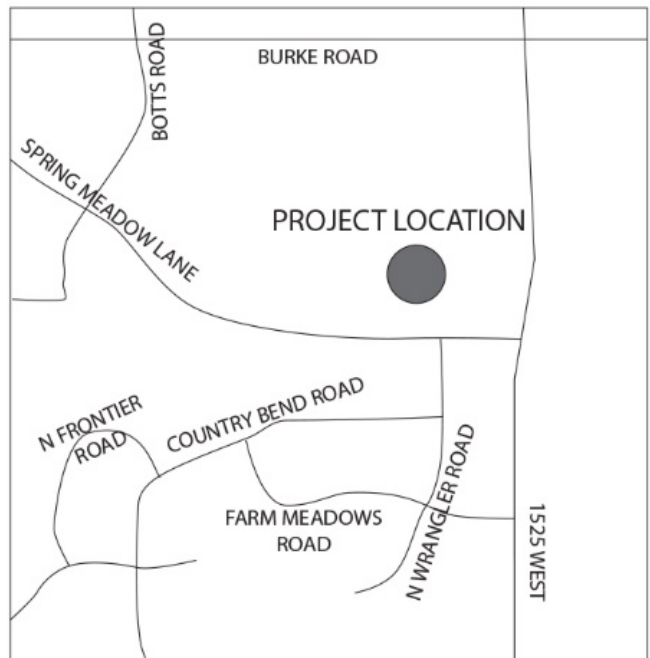 BURKE ROAD
BOTTS ROAD
SPRING MEADOW LANE
PROJECT LOCATION
N FRONTIER
ROAD
COUNTRY BEND ROAD
FARM MEADOWS
ROAD
N WRANGLER ROAD
1525 WEST